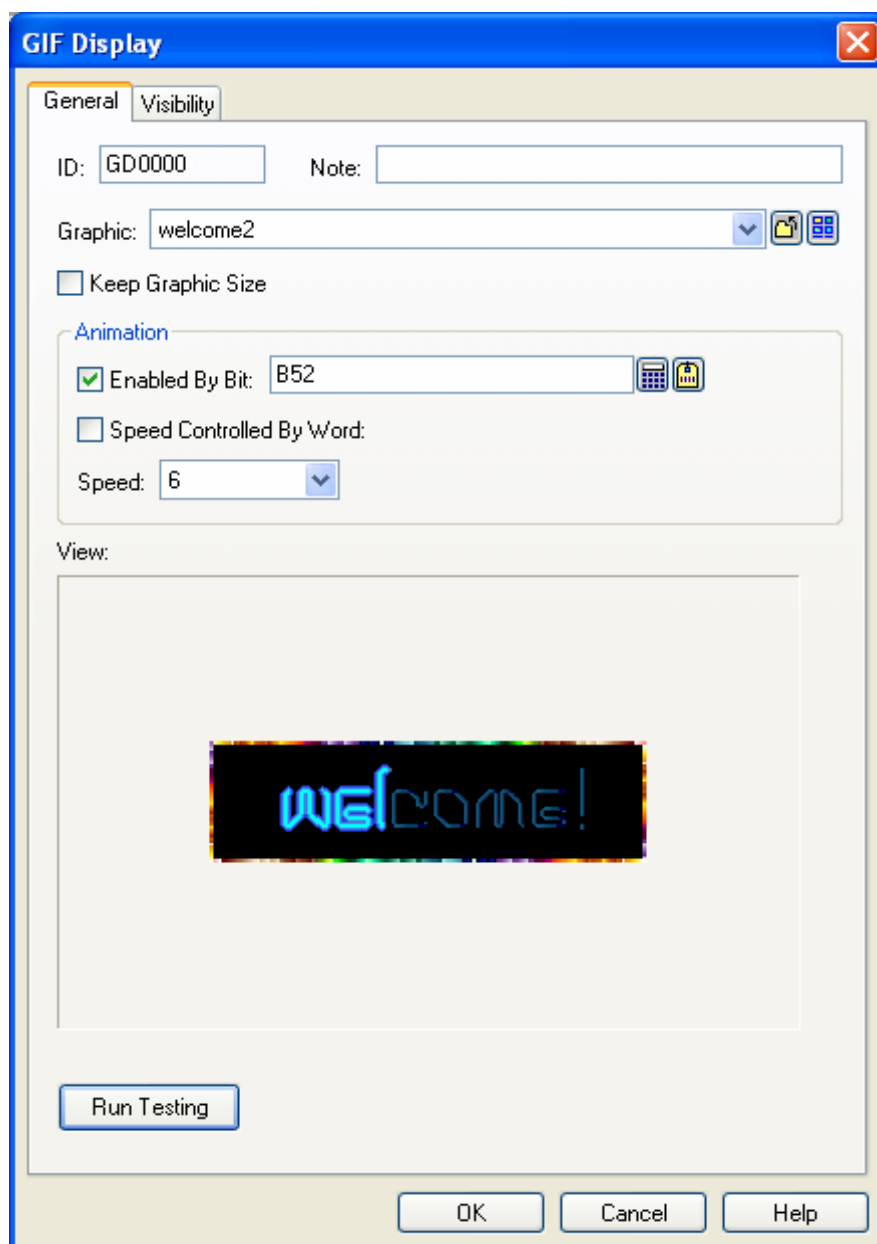 GIF Display
General Visibility
ID: GD0000 Note:
Graphic: welcome2
Keep Graphic Size
Animation
Enabled By Bit: B52
Speed Controlled By Word:
Speed: 6
View:
welcome!
Run Testing
OK Cancel Help